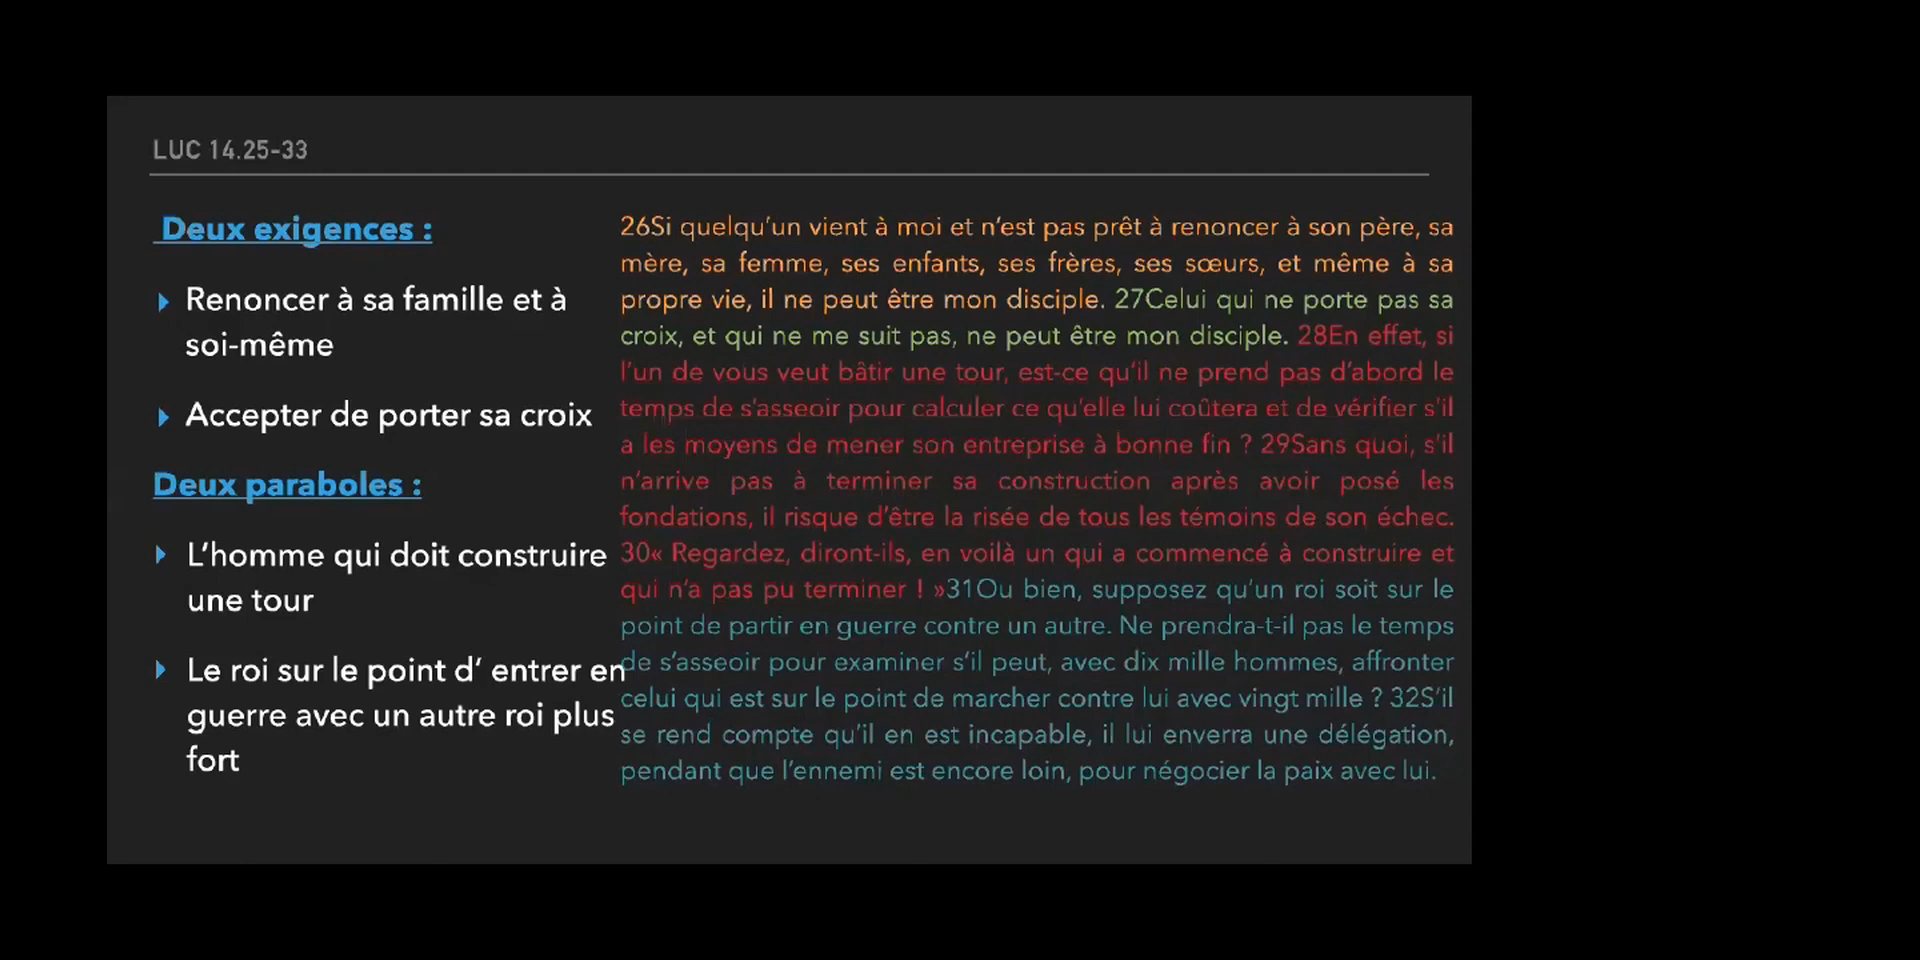 LUC 14.25-33
Deux exigences :
Renoncer à sa famille et à
soi-même
Accepter de porter sa croix
Deux paraboles :
L’homme qui doit construire
une tour
Le roi sur le point d’ entrer en
guerre avec un autre roi plus
fort
26Si quelqu’un vient à moi et n’est pas prêt à renoncer à son père, sa
mère, sa femme, ses enfants, ses frères, ses sœurs, et même à sa
propre vie, il ne peut être mon disciple. 27Celui qui ne porte pas sa
croix, et qui ne me suit pas, ne peut être mon disciple. 28En effet, si
l’un de vous veut bâtir une tour, est-ce qu’il ne prend pas d’abord le
temps de s’asseoir pour calculer ce qu’elle lui coûtera et de vérifier s’il
a les moyens de mener son entreprise à bonne fin ? 29Sans quoi, s’il
n’arrive pas à terminer sa construction après avoir posé les
fondations, il risque d’être la risée de tous les témoins de son échec.
30« Regardez, diront-ils, en voilà un qui a commencé à construire et
qui n’a pas pu terminer ! »31Ou bien, supposez qu’un roi soit sur le
point de partir en guerre contre un autre. Ne prendra-t-il pas le temps
de s’asseoir pour examiner s’il peut, avec dix mille hommes, affronter
celui qui est sur le point de marcher contre lui avec vingt mille ? 32S’il
se rend compte qu’il en est incapable, il lui enverra une délégation,
pendant que l’ennemi est encore loin, pour négocier la paix avec lui.